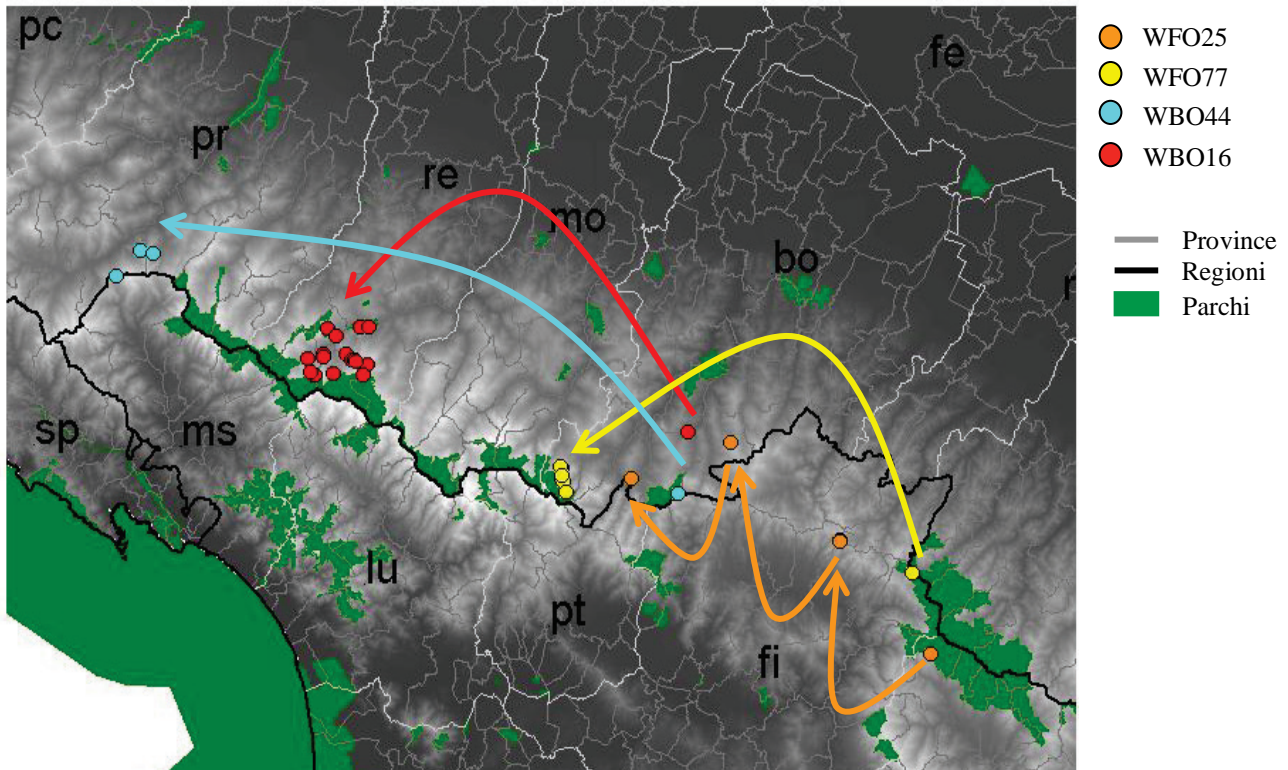 pc
fe
pr
re
mo
bo
r
sp
ms
lu
pt
fi
WFO25
WFO77
WBO44
WBO16
Province
Regioni
Parchi